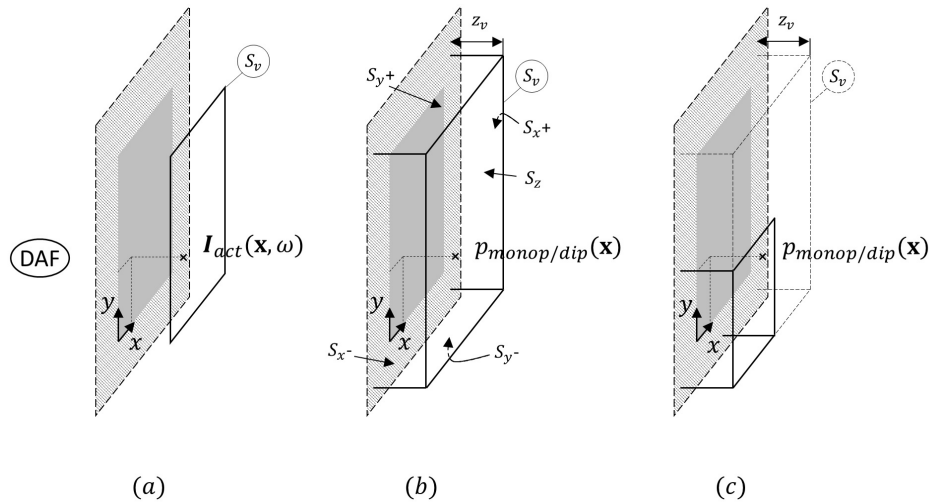 S_v
I_act(x, ω)
DAF
y
x
(a)
z_v
S_y+
S_v
S_x+
S_z
p_monop/dip(x)
y
x
S_x-
S_y-
(b)
z_v
S_v
p_monop/dip(x)
y
x
(c)